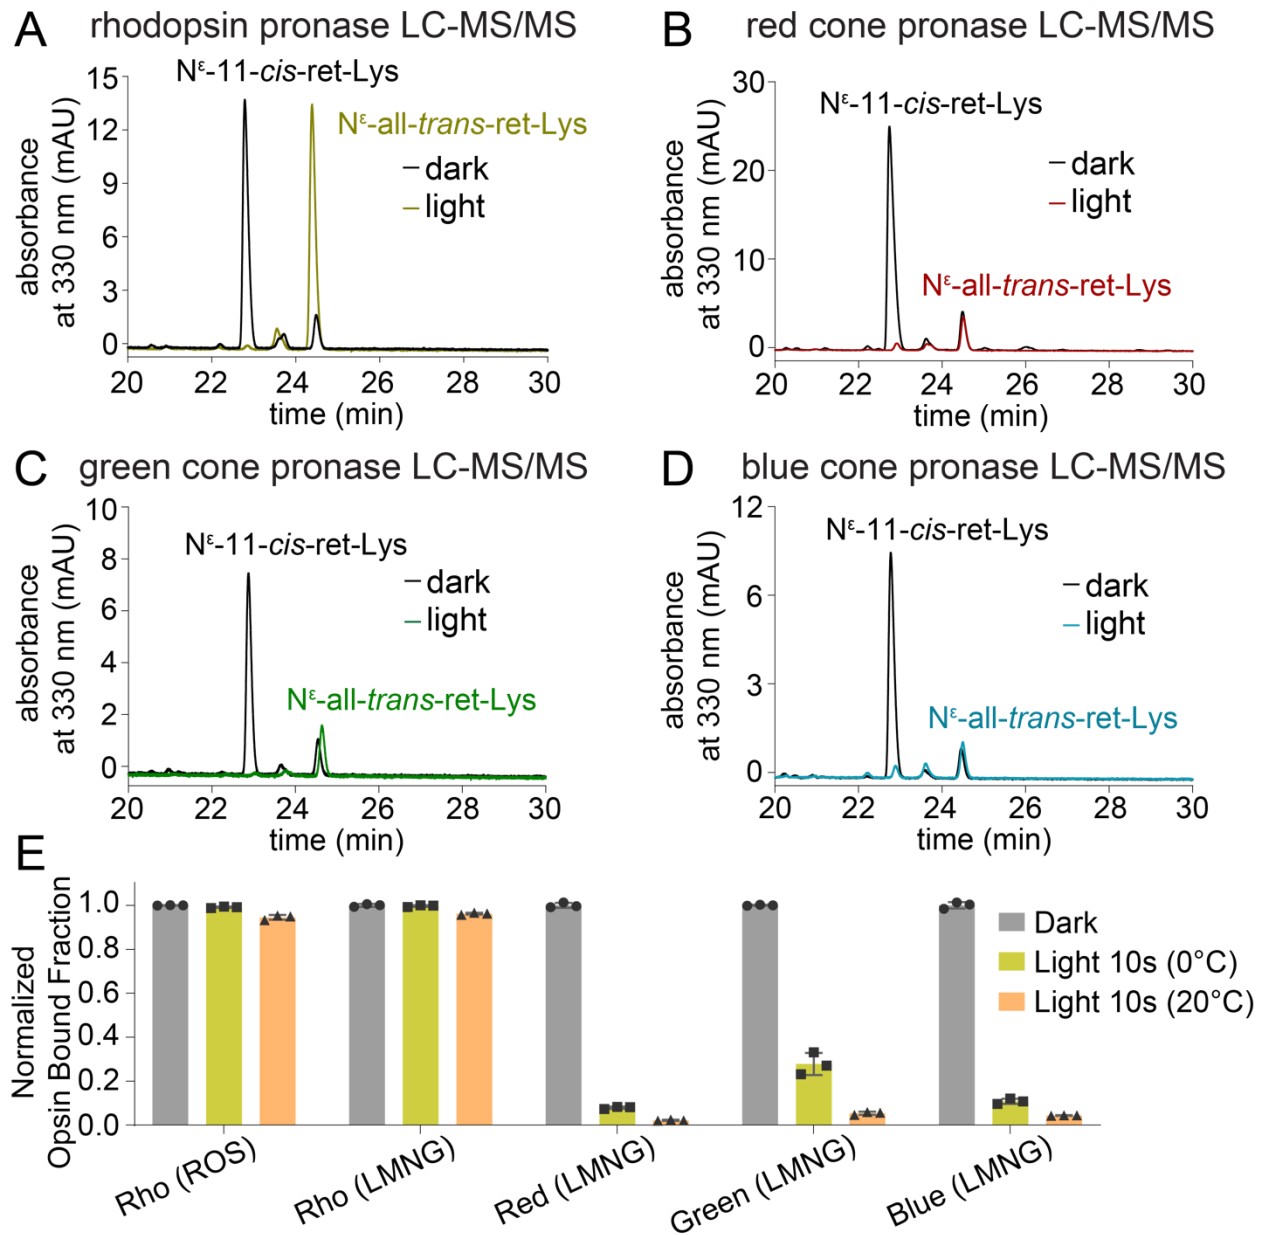 A rhodopsin pronase LC-MS/MS
absorbance
at 330 nm (mAU)
15
12
9
6
3
0
Nᵋ-11-cis-ret-Lys
Nᵋ-all-trans-ret-Lys
dark
light
20 22 24 26 28 30
time (min)
B red cone pronase LC-MS/MS
absorbance
at 330 nm (mAU)
30
20
10
0
Nᵋ-11-cis-ret-Lys
dark
light
Nᵋ-all-trans-ret-Lys
20 22 24 26 28 30
time (min)
C green cone pronase LC-MS/MS
absorbance
at 330 nm (mAU)
10
8
6
4
2
0
Nᵋ-11-cis-ret-Lys
dark
light
Nᵋ-all-trans-ret-Lys
20 22 24 26 28 30
time (min)
D blue cone pronase LC-MS/MS
absorbance
at 330 nm (mAU)
12
6
3
0
Nᵋ-11-cis-ret-Lys
dark
light
Nᵋ-all-trans-ret-Lys
20 22 24 26 28 30
time (min)
E
Normalized
Opsin Bound Fraction
1.0
0.8
0.6
0.4
0.2
0.0
Dark
Light 10s (0°C)
Light 10s (20°C)
Rho (ROS)
Rho (LMNG)
Red (LMNG)
Green (LMNG)
Blue (LMNG)